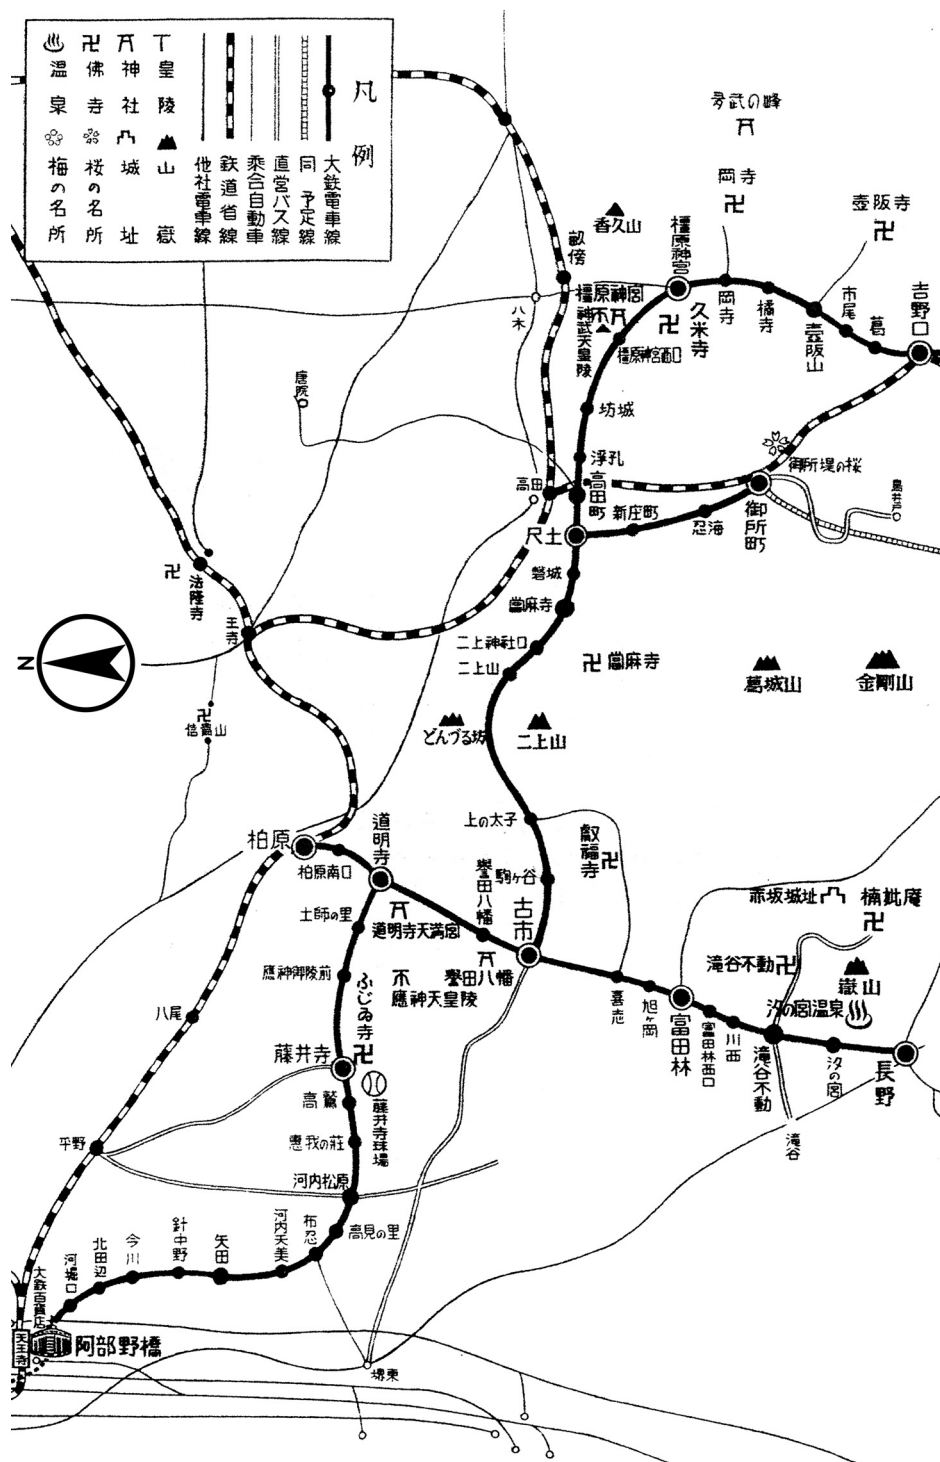 凡例
大鉄電車線
同予定線
直営バス線
乗合自動車
鉄道省線
他社電車線
皇陵
神社
佛寺
温泉
山嶽
城址
桜の名所
梅の名所
多武の峰
岡寺
壺阪寺
香久山
橿原神宮
畝傍
橿原神宮
神武天皇陵
久米寺
橿原神宮西口
岡寺
橘寺
壺阪山
市尾
葛
吉野口
八木
唐院
坊城
浮孔
高田
高田町
御所堤の桜
鳥井戸
尺土
新庄町
忍海
御所町
磐城
當麻寺
二上神社口
二上山
當麻寺
葛城山
金剛山
法隆寺
王寺
N
信貴山
どんづる坊
二上山
上の太子
叡福寺
柏原
柏原南口
道明寺
駒ヶ谷
誉田八幡
古市
赤坂城址
楠妣庵
土師の里
道明寺天満宮
應神御陵前
應神天皇陵
誉田八幡
滝谷不動
嶽山
汐の宮温泉
喜志
旭ヶ岡
富田林
富田林西口
川西
滝谷不動
汐の宮
長野
滝谷
八尾
ふじゐ寺
藤井寺
藤井寺球場
高鷲
恵我の荘
河内松原
平野
高見の里
布忍
河内天美
矢田
針中野
今川
北田辺
河堀口
大鉄百貨店
天王寺
阿部野橋
堺東